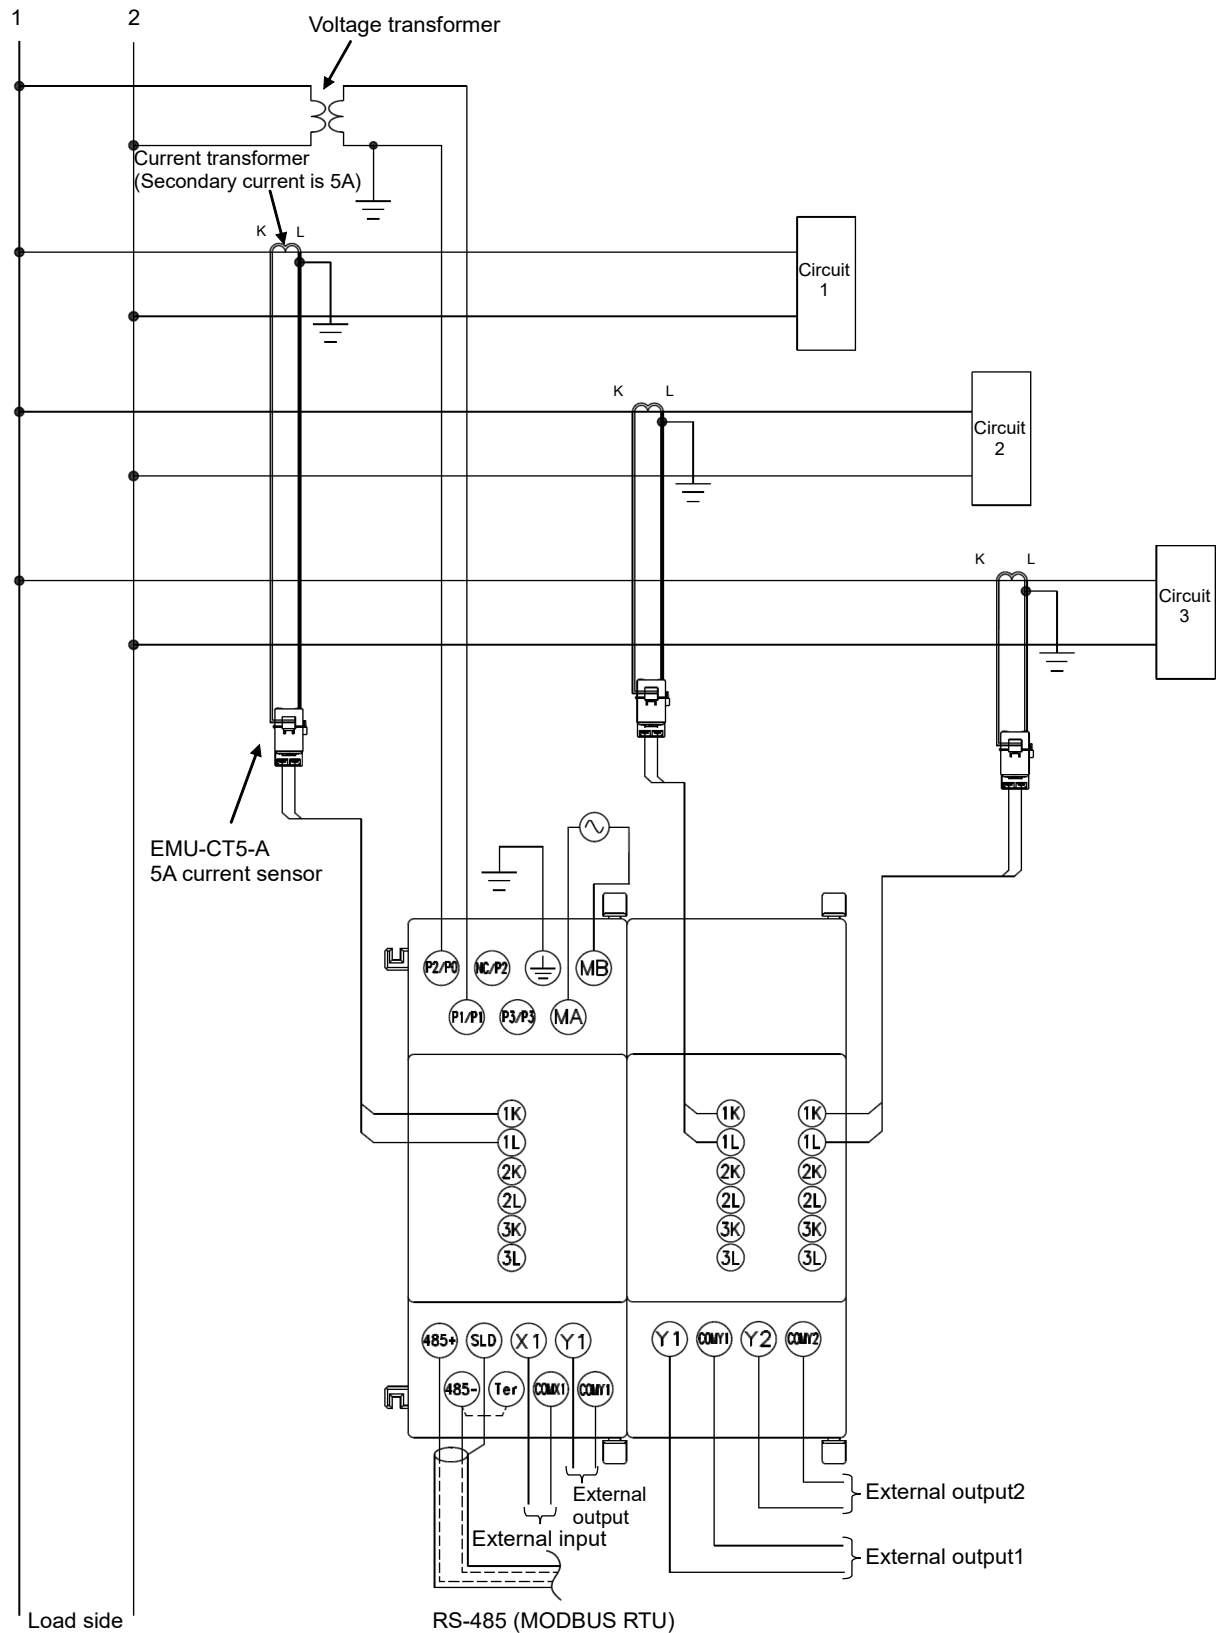 1
2
Voltage transformer
Current transformer
(Secondary current is 5A)
K L
Circuit
1
K L
Circuit
2
K L
Circuit
3
EMU-CT5-A
5A current sensor
P2/P0 NC/P2 MB
P1/P1 P3/P3 MA
1K 1K 1K
1L 1L 1L
2K 2K 2K
2L 2L 2L
3K 3K 3K
3L 3L 3L
485+ SLD X1 Y1 Y1 COMY1 Y2 COMY2
485- Ter COMX1 COMY1
External
output
External input
External output2
External output1
Load side
RS-485 (MODBUS RTU)